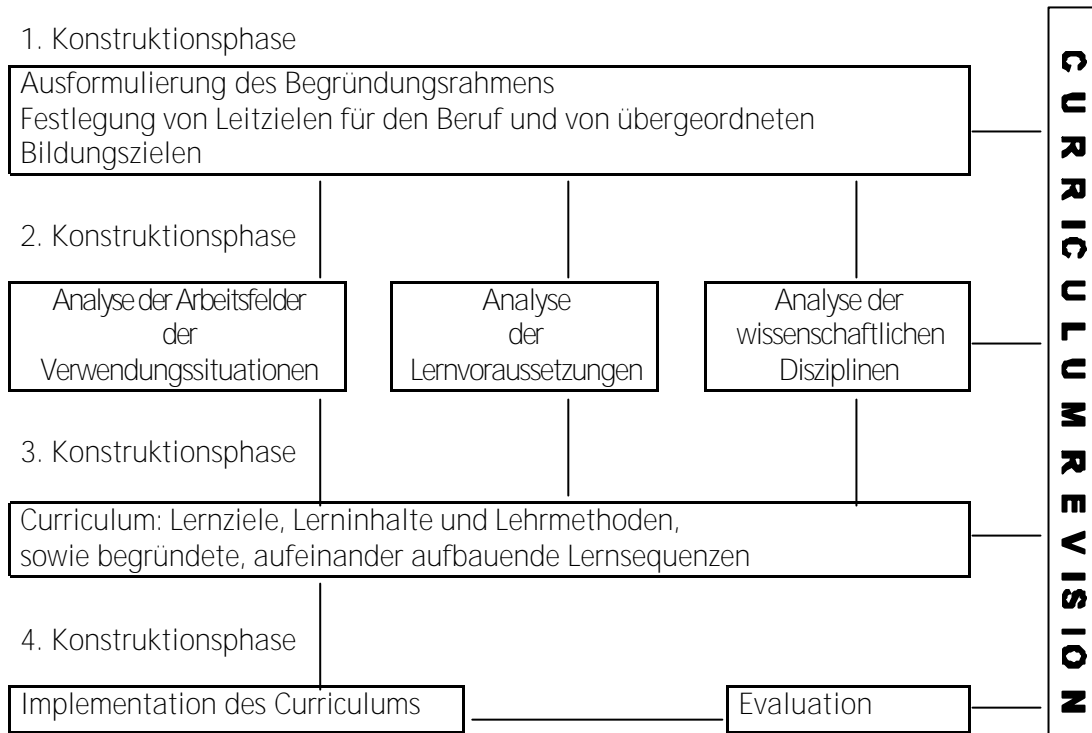 1. Konstruktionsphase
Ausformulierung des Begründungsrahmens
Festlegung von Leitzielen für den Beruf und von übergeordneten
Bildungszielen
2. Konstruktionsphase
Analyse der Arbeitsfelder
der
Verwendungssituationen
Analyse
der
Lernvoraussetzungen
Analyse der
wissenschaftlichen
Disziplinen
3. Konstruktionsphase
Curriculum: Lernziele, Lerninhalte und Lehrmethoden,
sowie begründete, aufeinander aufbauende Lernsequenzen
4. Konstruktionsphase
Implementation des Curriculums
Evaluation
CURRICULUMREVISION